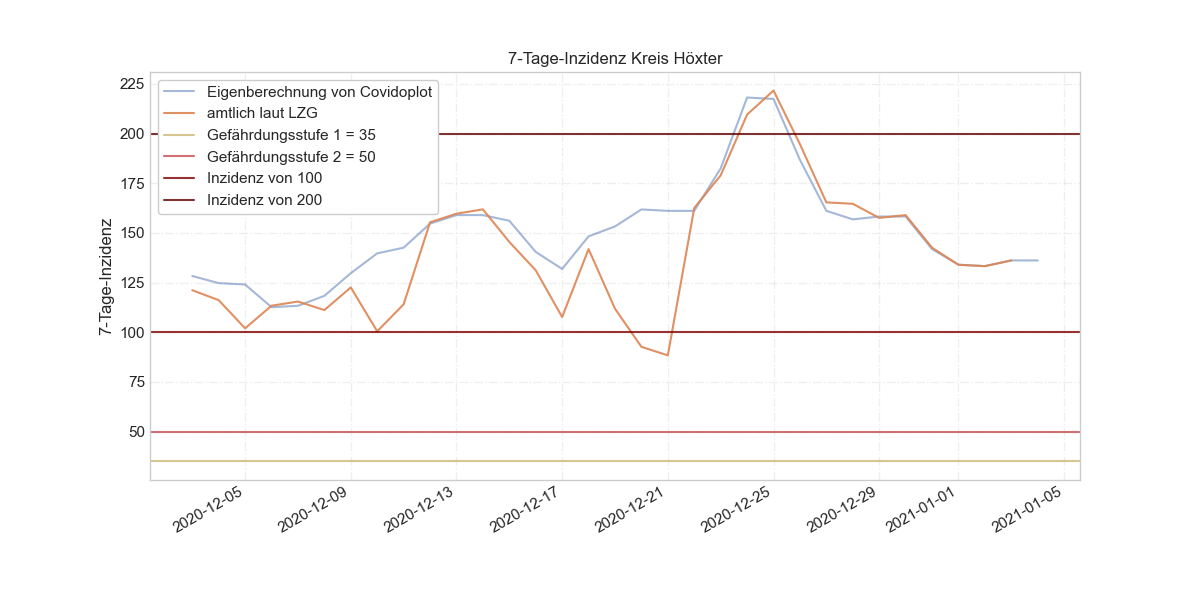 7-Tage-Inzidenz Kreis Höxter
Eigenberechnung von Covidoplot
amtlich laut LZG
Gefährdungsstufe 1 = 35
Gefährdungsstufe 2 = 50
Inzidenz von 100
Inzidenz von 200
7-Tage-Inzidenz
225
200
175
150
125
100
75
50
2020-12-05
2020-12-09
2020-12-13
2020-12-17
2020-12-21
2020-12-25
2020-12-29
2021-01-01
2021-01-05